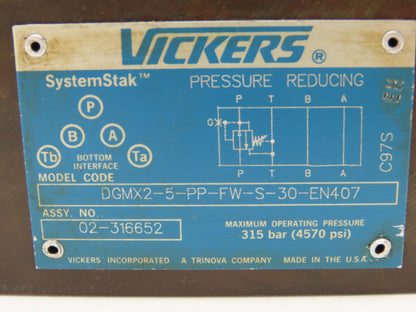 VICKERS®
SystemStak™ PRESSURE REDUCING
P T B A
P
G
B A
Tb Ta
BOTTOM INTERFACE
P T B A
C97S
MODEL CODE
DGMX2-5-PP-FW-S-30-EN407
ASSY. NO.
02-316652
MAXIMUM OPERATING PRESSURE
315 bar (4570 psi)
VICKERS INCORPORATED A TRINOVA COMPANY MADE IN THE U.S.A.